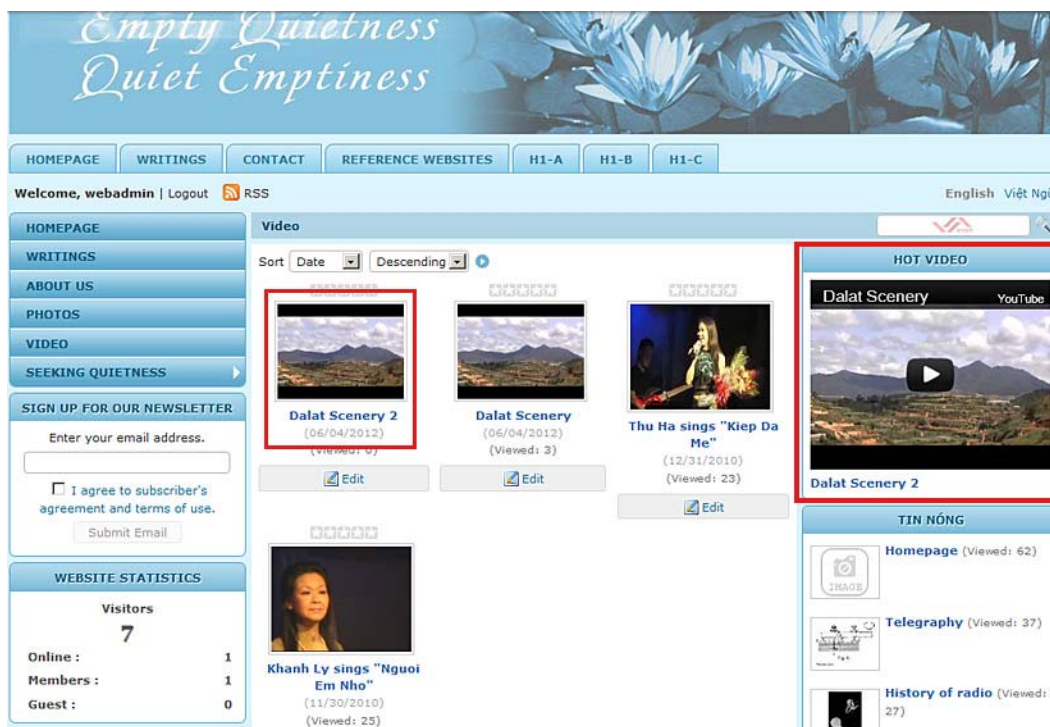 Empty Quietness
Quiet Emptiness
HOMEPAGE
WRITINGS
CONTACT
REFERENCE WEBSITES
H1-A
H1-B
H1-C
Welcome, webadmin | Logout
RSS
English Việt Ngữ
HOMEPAGE
WRITINGS
ABOUT US
PHOTOS
VIDEO
SEEKING QUIETNESS
SIGN UP FOR OUR NEWSLETTER
Enter your email address.
I agree to subscriber's
agreement and terms of use.
Submit Email
WEBSITE STATISTICS
Visitors
7
Online : 1
Members : 1
Guest : 0
Video
Sort Date Descending
Dalat Scenery 2
(06/04/2012)
(Viewed: 0)
Edit
Dalat Scenery
(06/04/2012)
(Viewed: 3)
Edit
Thu Ha sings "Kiep Da
Me"
(12/31/2010)
(Viewed: 23)
Edit
Khanh Ly sings "Nguoi
Em Nho"
(11/30/2010)
(Viewed: 25)
HOT VIDEO
Dalat Scenery
YouTube
Dalat Scenery 2
TIN NÓNG
IMAGE
Homepage (Viewed: 62)
Telegraphy (Viewed: 37)
History of radio (Viewed:
27)